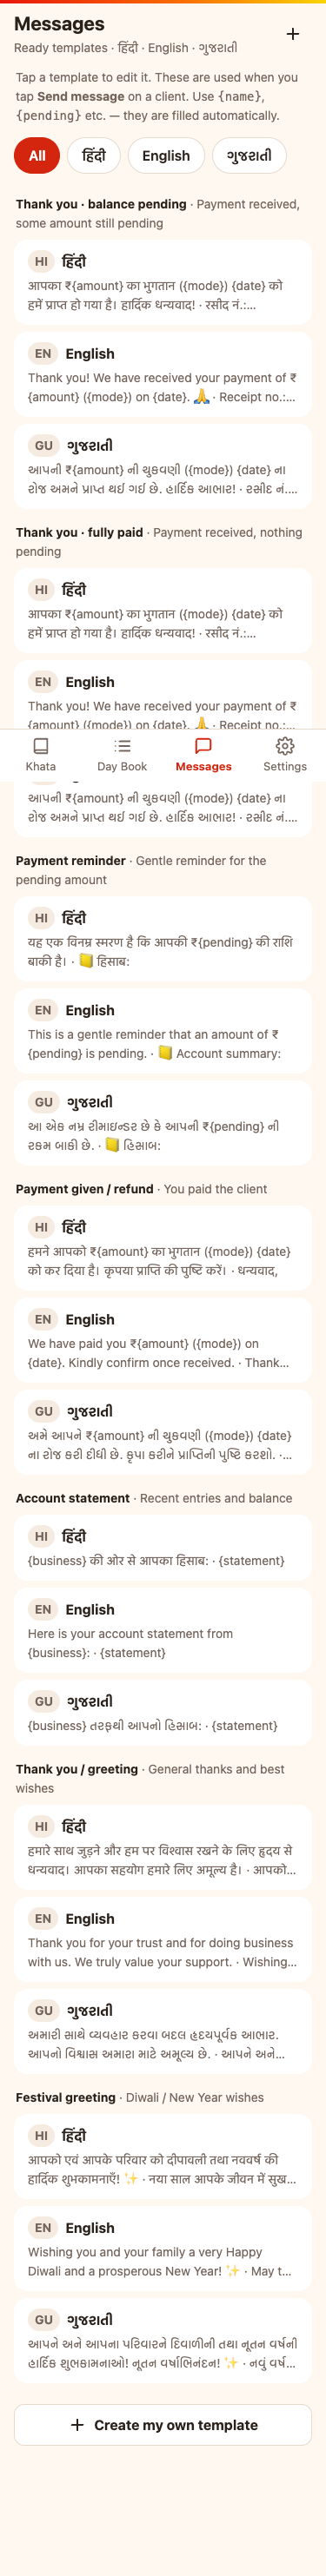 Messages
Ready templates · हिंदी · English · ગુજરાતી
Tap a template to edit it. These are used when you
tap Send message on a client. Use {name},
{pending} etc. — they are filled automatically.
All
हिंदी
English
ગુજરાતી
Thank you · balance pending · Payment received,
some amount still pending
HI हिंदी
आपका ₹{amount} का भुगतान ({mode}) {date} को
हमें प्राप्त हो गया है। हार्दिक धन्यवाद! · रसीद नं.:...
EN English
Thank you! We have received your payment of ₹
{amount} ({mode}) on {date}. 🙏 · Receipt no.:...
GU ગુજરાતી
આપની ₹{amount} ની ચુકવણી ({mode}) {date} ના
રોજ અમને પ્રાપ્ત થઈ ગઈ છે. હાર્દિક આભાર! · રસીદ નં....
Thank you · fully paid · Payment received, nothing
pending
HI हिंदी
आपका ₹{amount} का भुगतान ({mode}) {date} को
हमें प्राप्त हो गया है। हार्दिक धन्यवाद! · रसीद नं.:...
EN English
Thank you! We have received your payment of ₹
{amount} ({mode}) on {date}. 🙏 · Receipt no.:...
Khata
Day Book
Messages
Settings
આપની ₹{amount} ની ચુકવણી ({mode}) {date} ના
રોજ અમને પ્રાપ્ત થઈ ગઈ છે. હાર્દિક આભાર! · રસીદ નં....
Payment reminder · Gentle reminder for the
pending amount
HI हिंदी
यह एक विनम्र स्मरण है कि आपकी ₹{pending} की राशि
बाकी है। · 📒 हिसाब:
EN English
This is a gentle reminder that an amount of ₹
{pending} is pending. · 📒 Account summary:
GU ગુજરાતી
આ એક નમ્ર રીમાઇન્ડર છે કે આપની ₹{pending} ની
રકમ બાકી છે. · 📒 હિસાબ:
Payment given / refund · You paid the client
HI हिंदी
हमने आपको ₹{amount} का भुगतान ({mode}) {date}
को कर दिया है। कृपया प्राप्ति की पुष्टि करें। · धन्यवाद,
EN English
We have paid you ₹{amount} ({mode}) on
{date}. Kindly confirm once received. · Thank...
GU ગુજરાતી
અમે આપને ₹{amount} ની ચુકવણી ({mode}) {date}
ના રોજ કરી દીધી છે. કૃપા કરીને પ્રાપ્તિની પુષ્ટિ કરશો. ·...
Account statement · Recent entries and balance
HI हिंदी
{business} की ओर से आपका हिसाब: · {statement}
EN English
Here is your account statement from
{business}: · {statement}
GU ગુજરાતી
{business} તરફથી આપનો હિસાબ: · {statement}
Thank you / greeting · General thanks and best
wishes
HI हिंदी
हमारे साथ जुड़ने और हम पर विश्वास रखने के लिए हृदय से
धन्यवाद। आपका सहयोग हमारे लिए अमूल्य है। · आपको...
EN English
Thank you for your trust and for doing business
with us. We truly value your support. · Wishing...
GU ગુજરાતી
અમારી સાથે વ્યવહાર કરવા બદલ હૃદયપૂર્વક આભાર.
આપનો વિશ્વાસ અમારા માટે અમૂલ્ય છે. · આપને અને...
Festival greeting · Diwali / New Year wishes
HI हिंदी
आपको एवं आपके परिवार को दीपावली तथा नववर्ष की
हार्दिक शुभकामनाएँ! ✨ · नया साल आपके जीवन में सुख...
EN English
Wishing you and your family a very Happy
Diwali and a prosperous New Year! ✨ · May t...
GU ગુજરાતી
આપને અને આપના પરિવારને દિવાળીની તથા નૂતન વર્ષની
હાર્દિક શુભકામનાઓ! નૂતન વર્ષાભિનંદન! ✨ · નવું વર્ષ...
Create my own template